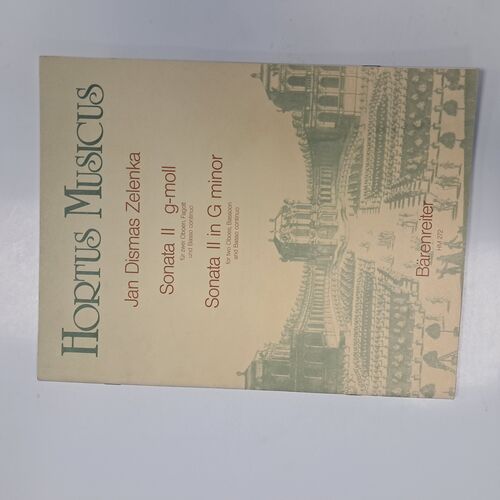 HORTUS MUSICUS
Jan Dismas Zelenka
Sonata II g-moll
für zwei Oboen, Fagott
und Basso continuo
Sonata II in G minor
for two Oboes, Bassoon
and Basso continuo
Bärenreiter
HM 272